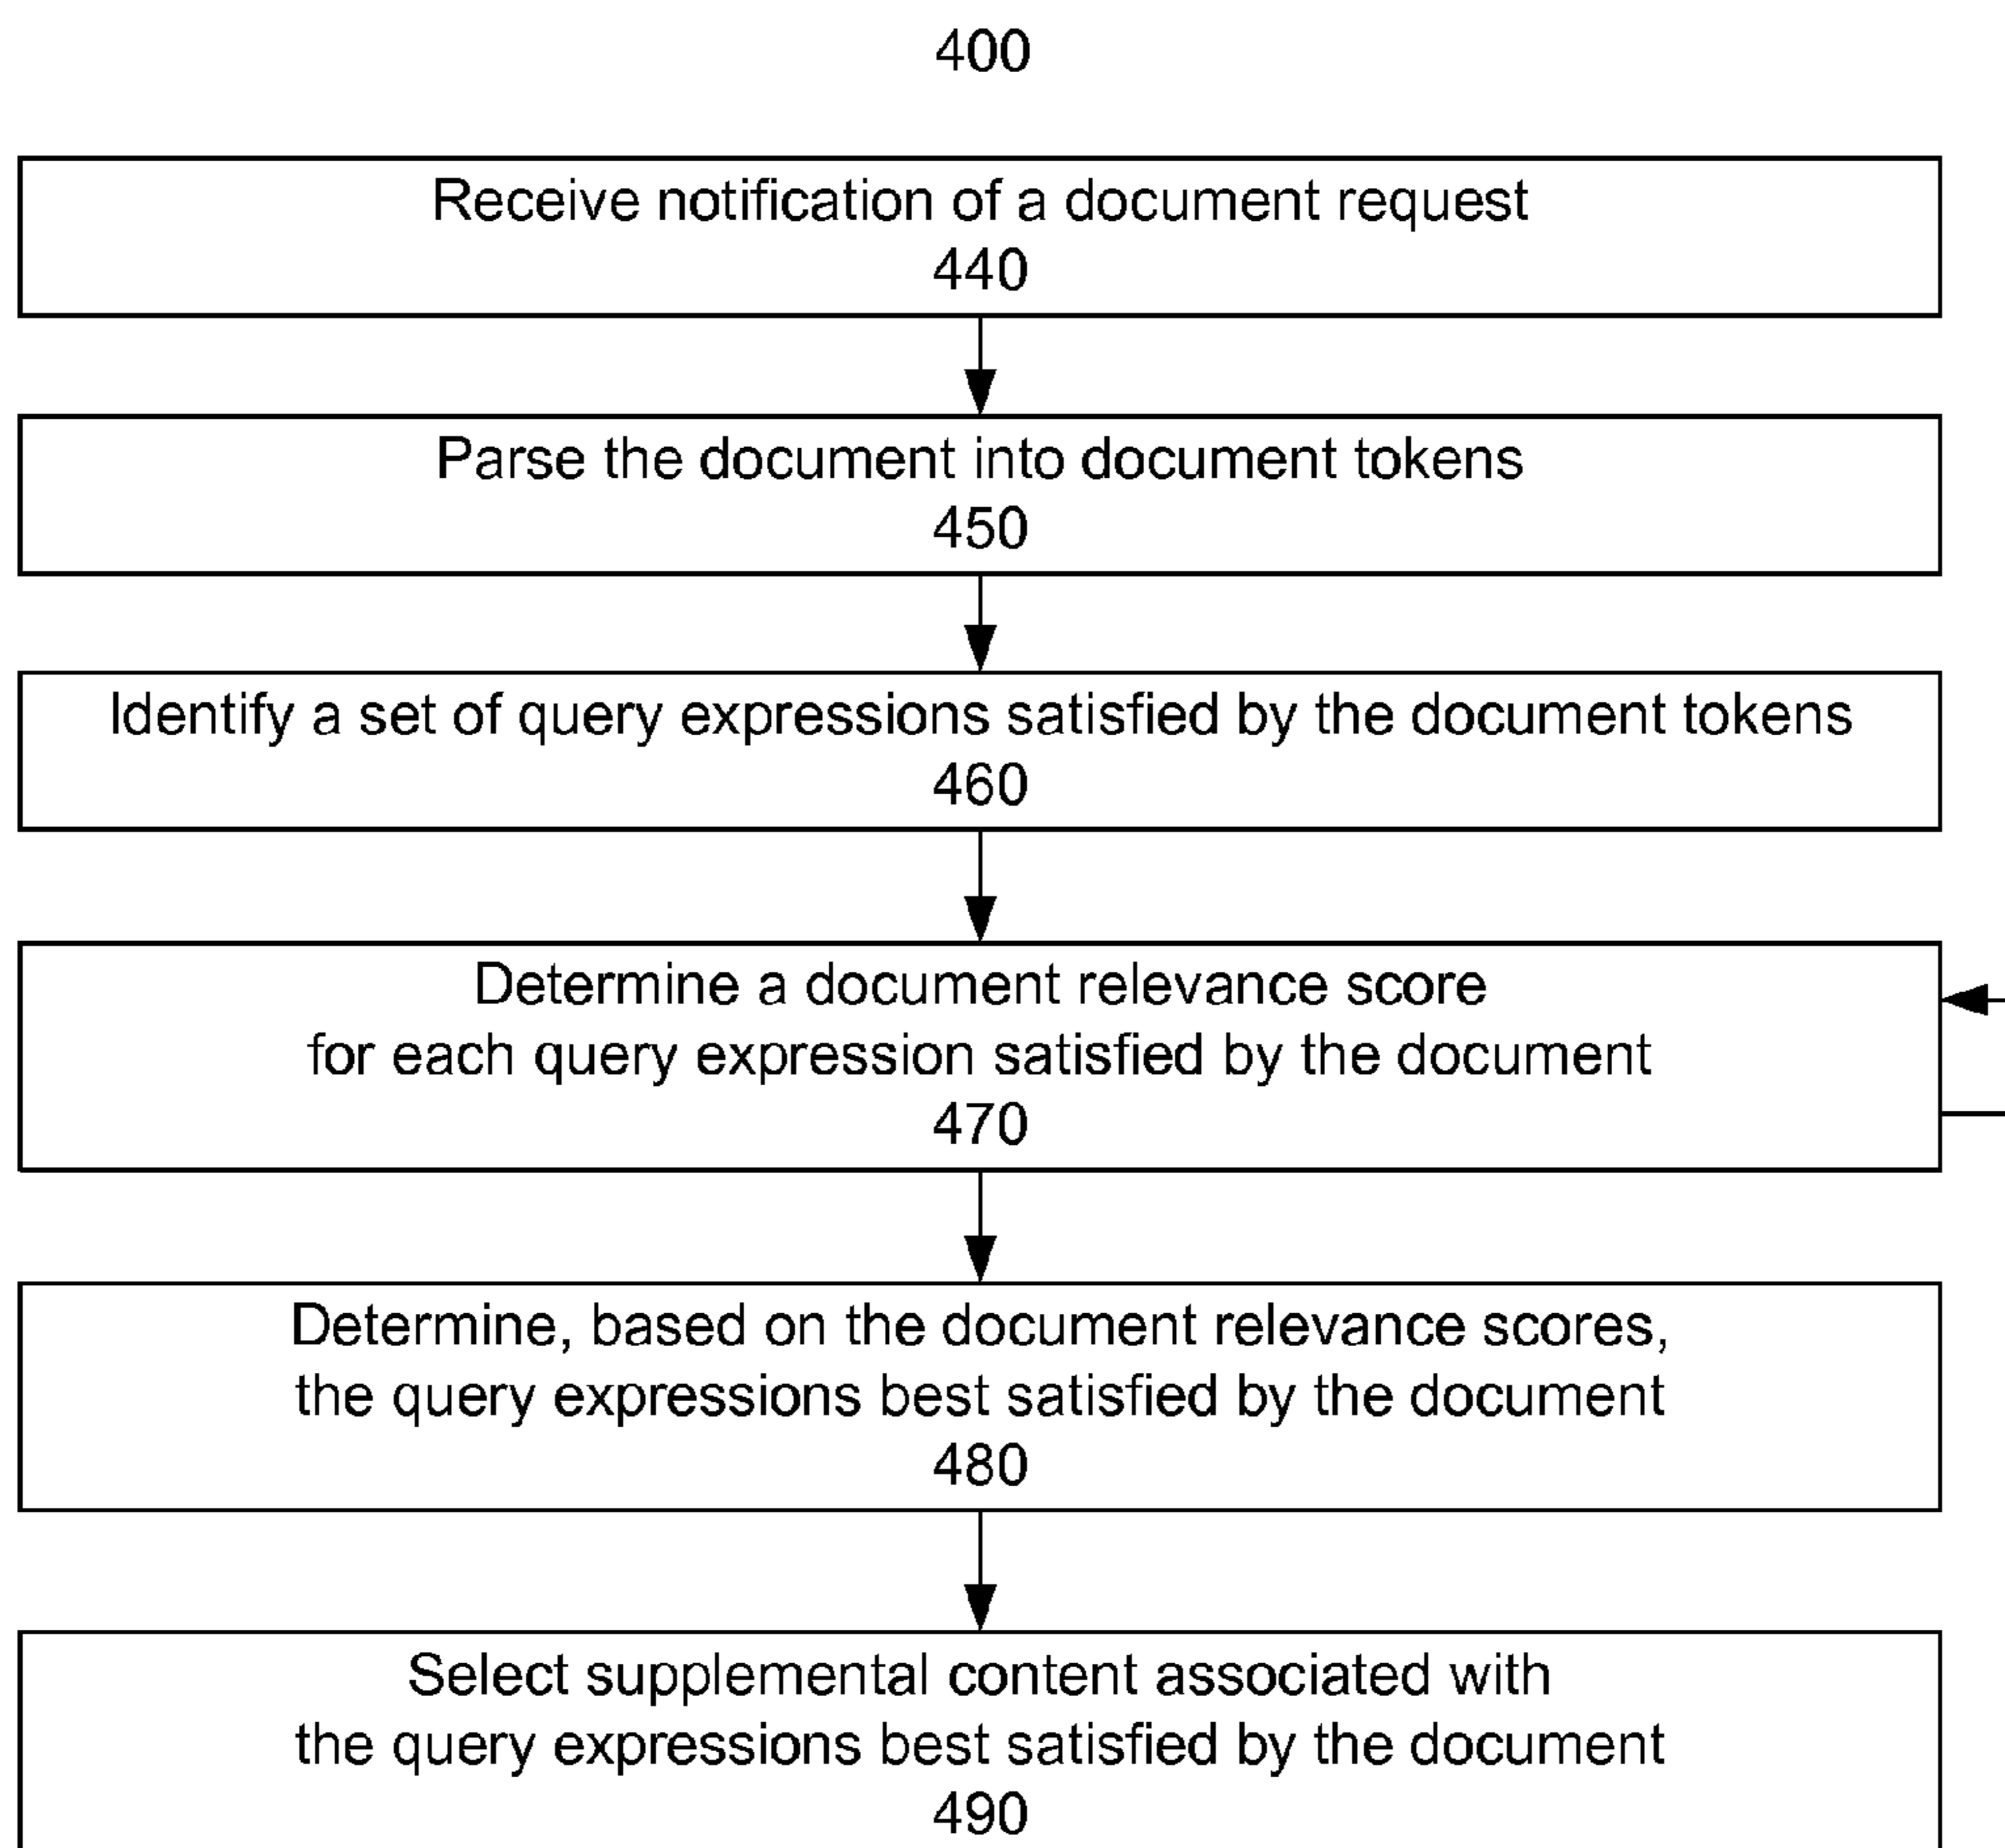 400
Receive notification of a document request
440
Parse the document into document tokens
450
Identify a set of query expressions satisfied by the document tokens
460
Determine a document relevance score
for each query expression satisfied by the document
470
Determine, based on the document relevance scores,
the query expressions best satisfied by the document
480
Select supplemental content associated with
the query expressions best satisfied by the document
490